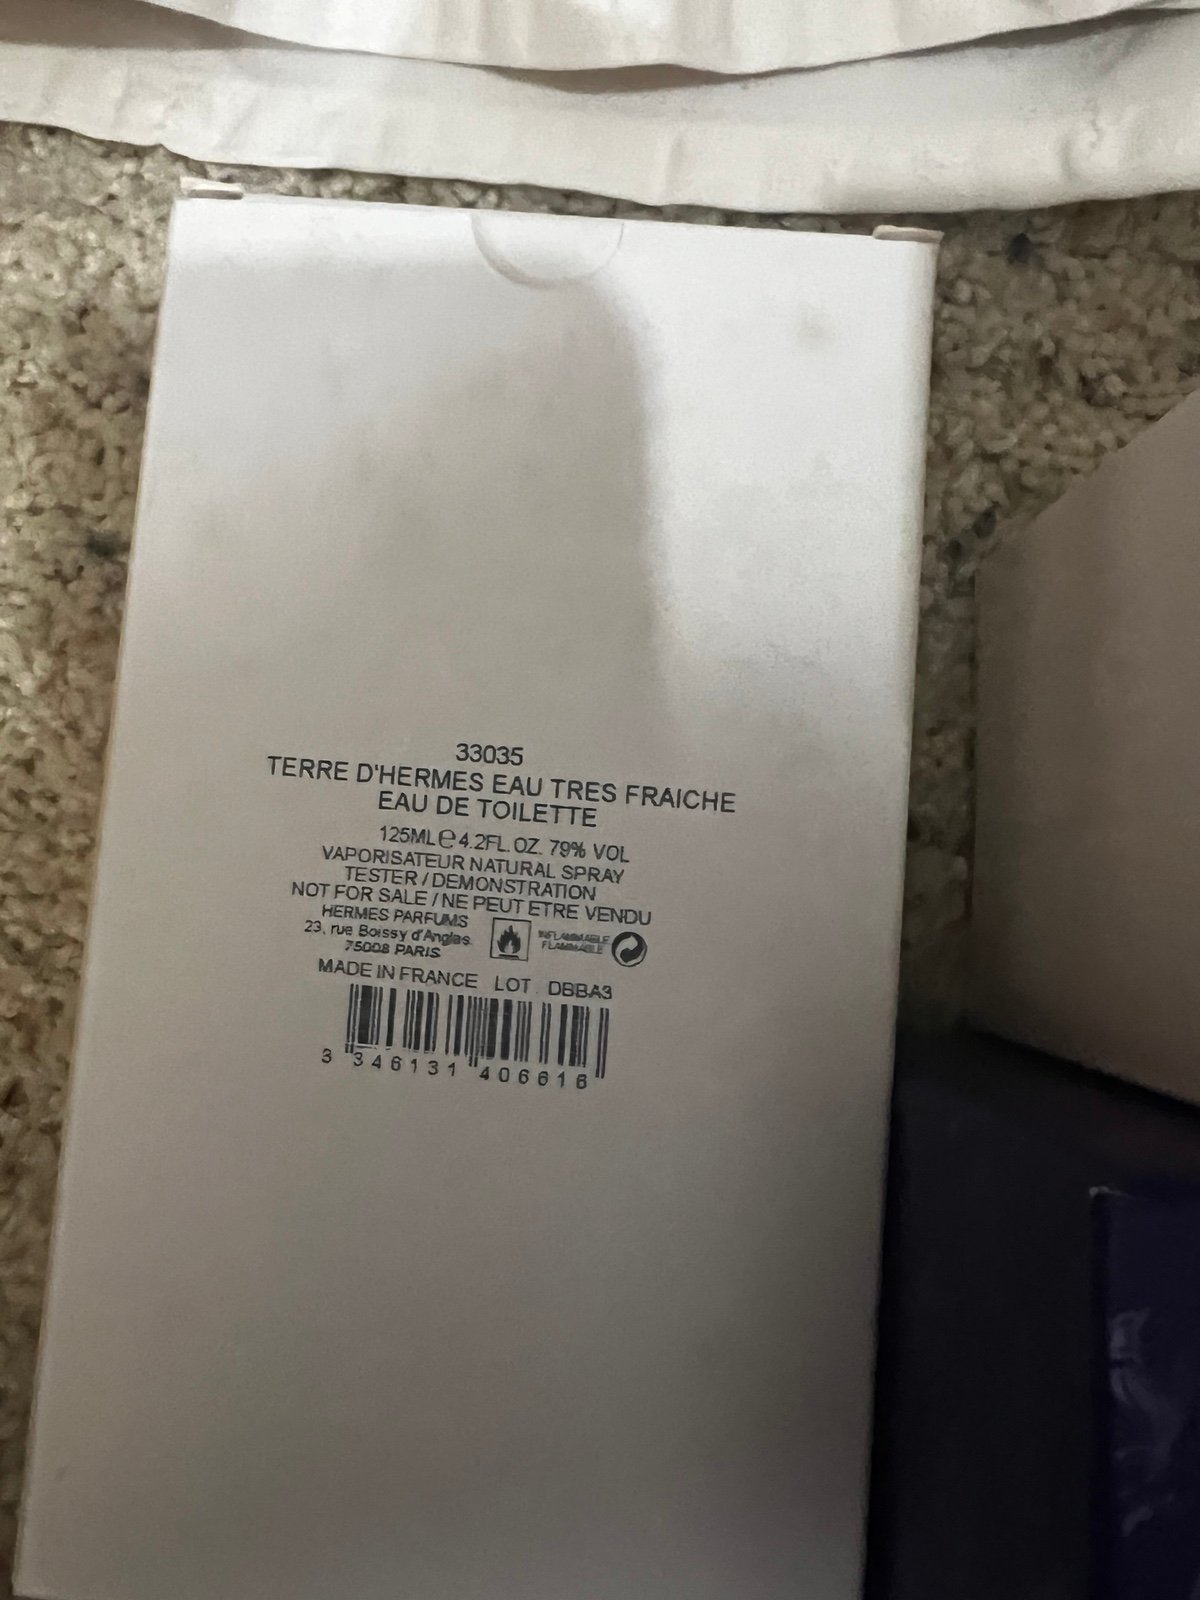 33035
TERRE D'HERMES EAU TRES FRAICHE
EAU DE TOILETTE
125ML℮4.2FL.OZ. 79% VOL
VAPORISATEUR NATURAL SPRAY
TESTER / DEMONSTRATION
NOT FOR SALE / NE PEUT ETRE VENDU
HERMES PARFUMS
23, rue Boissy d'Anglas
75008 PARIS
INFLAMMABLE
FLAMMABLE
MADE IN FRANCE LOT. DBBA3
3 346131 406616